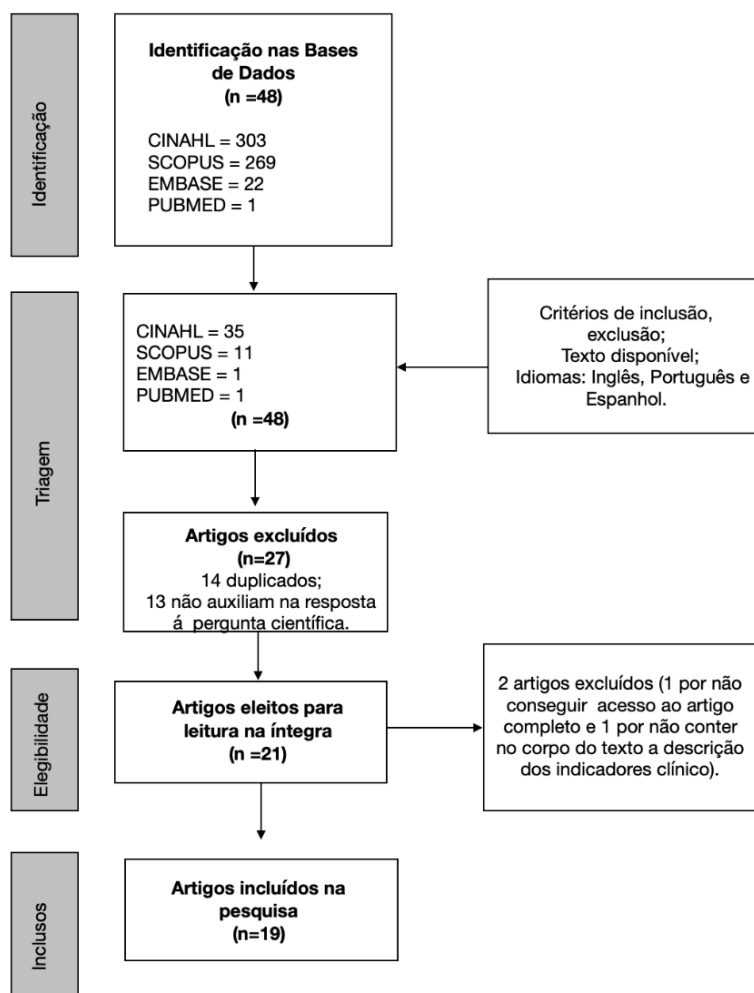 Identificação
Identificação nas Bases
de Dados
(n =48)
CINAHL = 303
SCOPUS = 269
EMBASE = 22
PUBMED = 1
Triagem
CINAHL = 35
SCOPUS = 11
EMBASE = 1
PUBMED = 1
(n =48)
Critérios de inclusão,
exclusão;
Texto disponível;
Idiomas: Inglês, Português e
Espanhol.
Artigos excluídos
(n=27)
14 duplicados;
13 não auxiliam na resposta
á pergunta científica.
Elegibilidade
Artigos eleitos para
leitura na íntegra
(n =21)
2 artigos excluídos (1 por não
conseguir acesso ao artigo
completo e 1 por não conter
no corpo do texto a descrição
dos indicadores clínico).
Inclusos
Artigos incluídos na
pesquisa
(n=19)